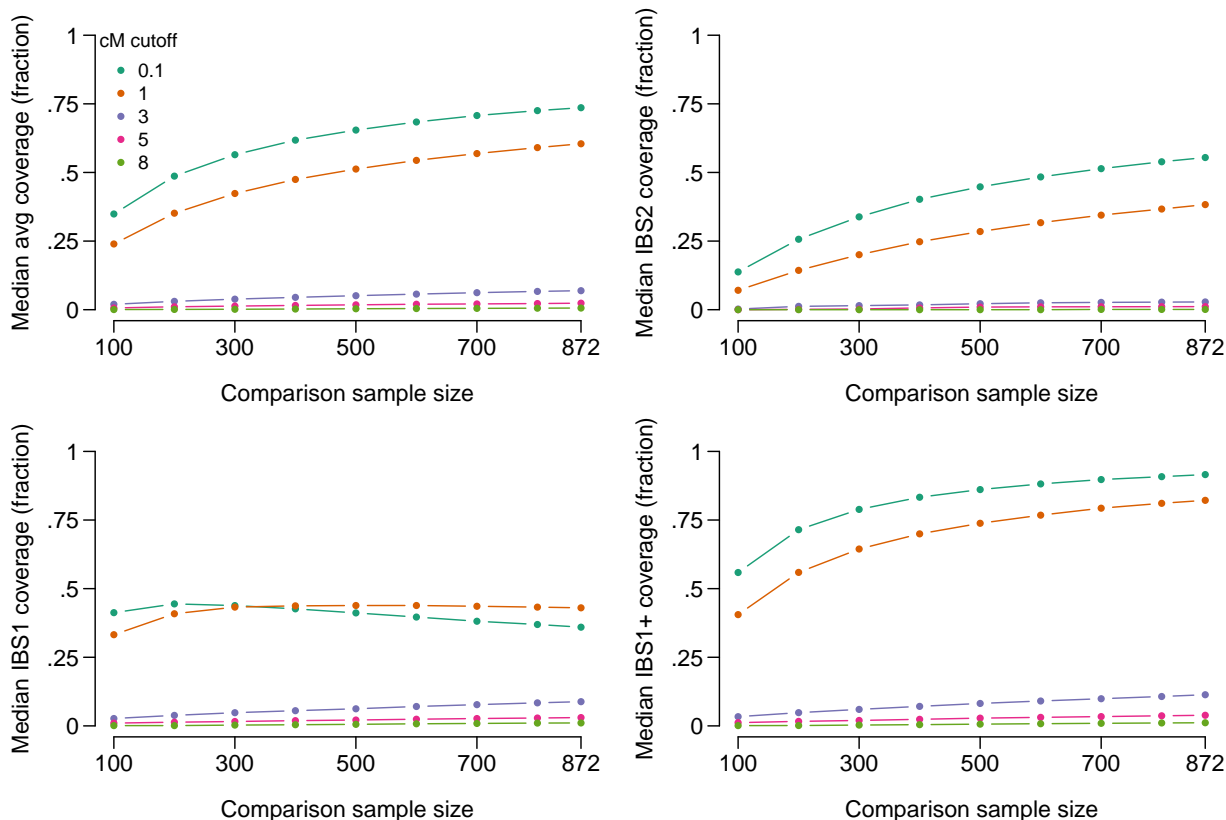 Median avg coverage (fraction)
1
.75
.5
.25
0
cM cutoff
0.1
1
3
5
8
100 300 500 700 872
Comparison sample size
Median IBS2 coverage (fraction)
1
.75
.5
.25
0
100 300 500 700 872
Comparison sample size
Median IBS1 coverage (fraction)
1
.75
.5
.25
0
100 300 500 700 872
Comparison sample size
Median IBS1+ coverage (fraction)
1
.75
.5
.25
0
100 300 500 700 872
Comparison sample size